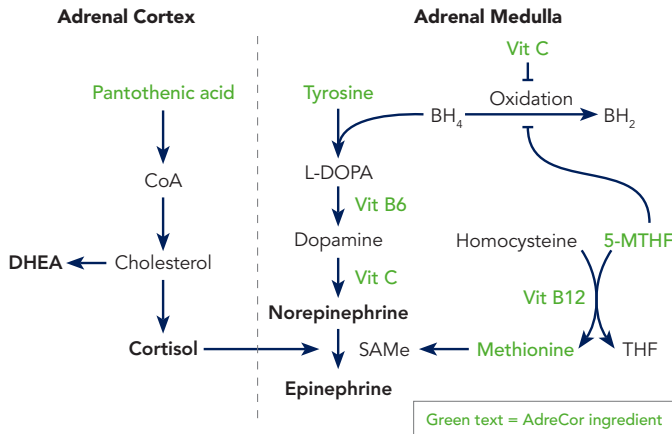 Adrenal Cortex
Adrenal Medulla
Vit C
Pantothenic acid
Tyrosine
Oxidation
BH4
BH2
CoA
L-DOPA
Vit B6
DHEA
Cholesterol
Dopamine
Homocysteine
5-MTHF
Vit C
Vit B12
Norepinephrine
Cortisol
SAMe
Methionine
THF
Epinephrine
Green text = AdreCor ingredient